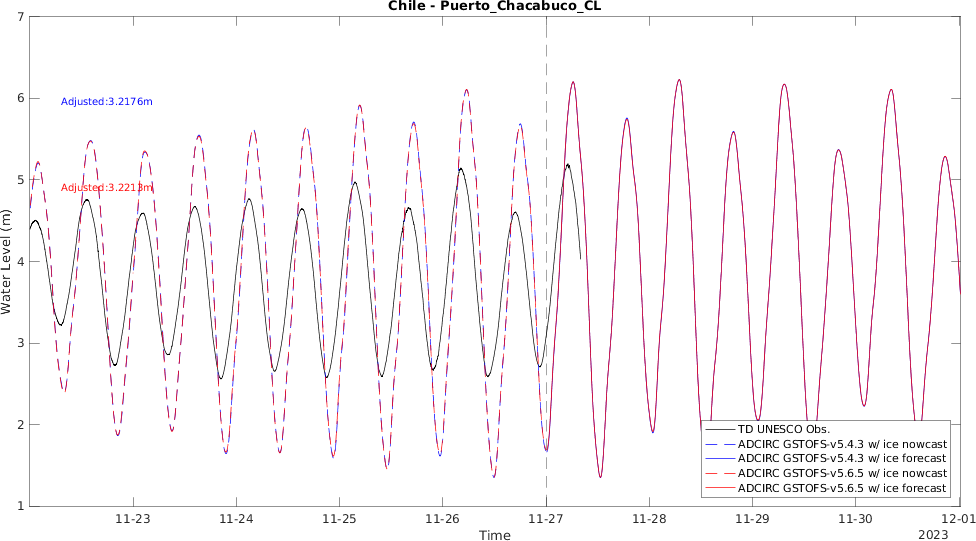 Chile - Puerto_Chacabuco_CL
7
6
5
4
3
2
1
Water Level (m)
Adjusted:3.2176m
Adjusted:3.2213m
TD UNESCO Obs.
ADCIRC GSTOFS-v5.4.3 w/ ice nowcast
ADCIRC GSTOFS-v5.4.3 w/ ice forecast
ADCIRC GSTOFS-v5.6.5 w/ ice nowcast
ADCIRC GSTOFS-v5.6.5 w/ ice forecast
11-23 11-24 11-25 11-26 11-27 11-28 11-29 11-30 12-01
Time
2023